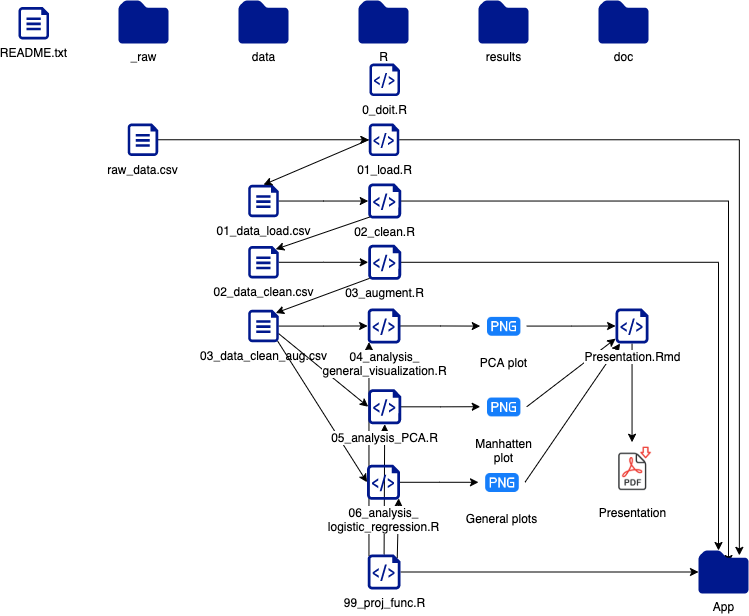 README.txt
_raw
data
R
results
doc
0_doit.R
raw_data.csv
01_load.R
01_data_load.csv
02_clean.R
02_data_clean.csv
03_augment.R
03_data_clean_aug.csv
04_analysis_
general_visualization.R
PNG
PCA plot
Presentation.Rmd
05_analysis_PCA.R
PNG
Manhatten
plot
06_analysis_
logistic_regression.R
PNG
General plots
PDF
Presentation
99_proj_func.R
App